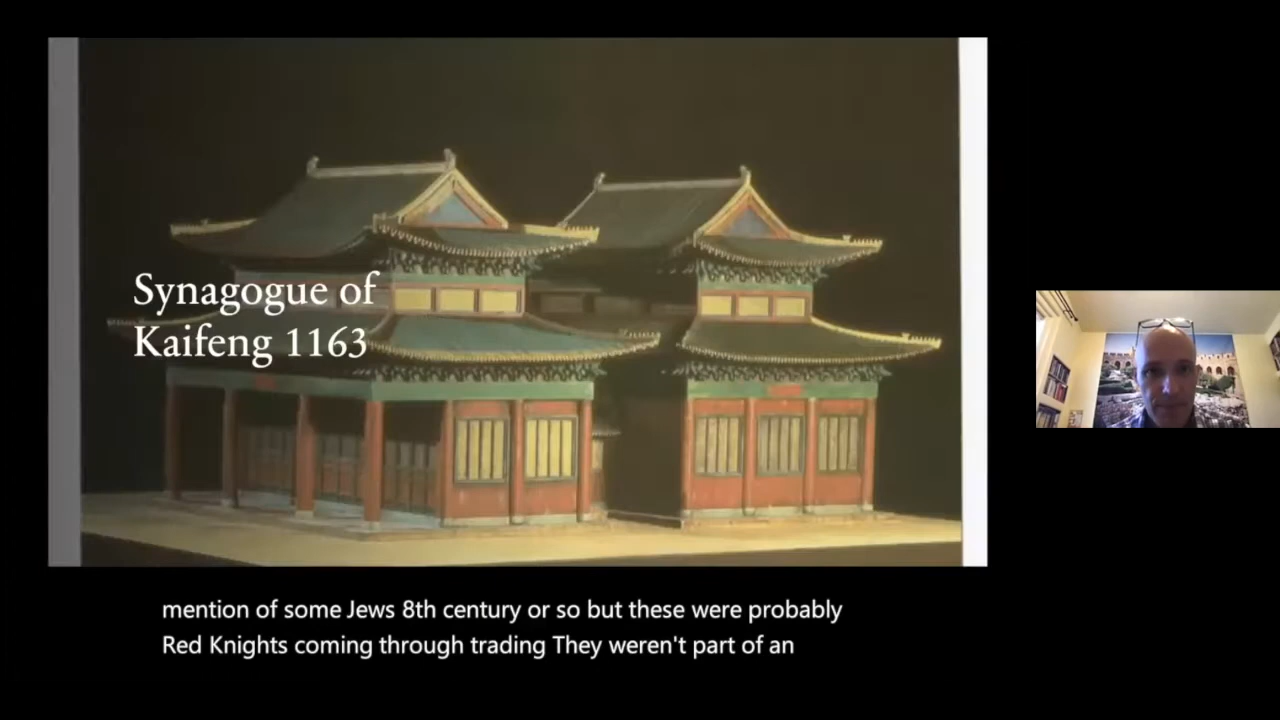 Synagogue of
Kaifeng 1163
mention of some Jews 8th century or so but these were probably
Red Knights coming through trading They weren't part of an